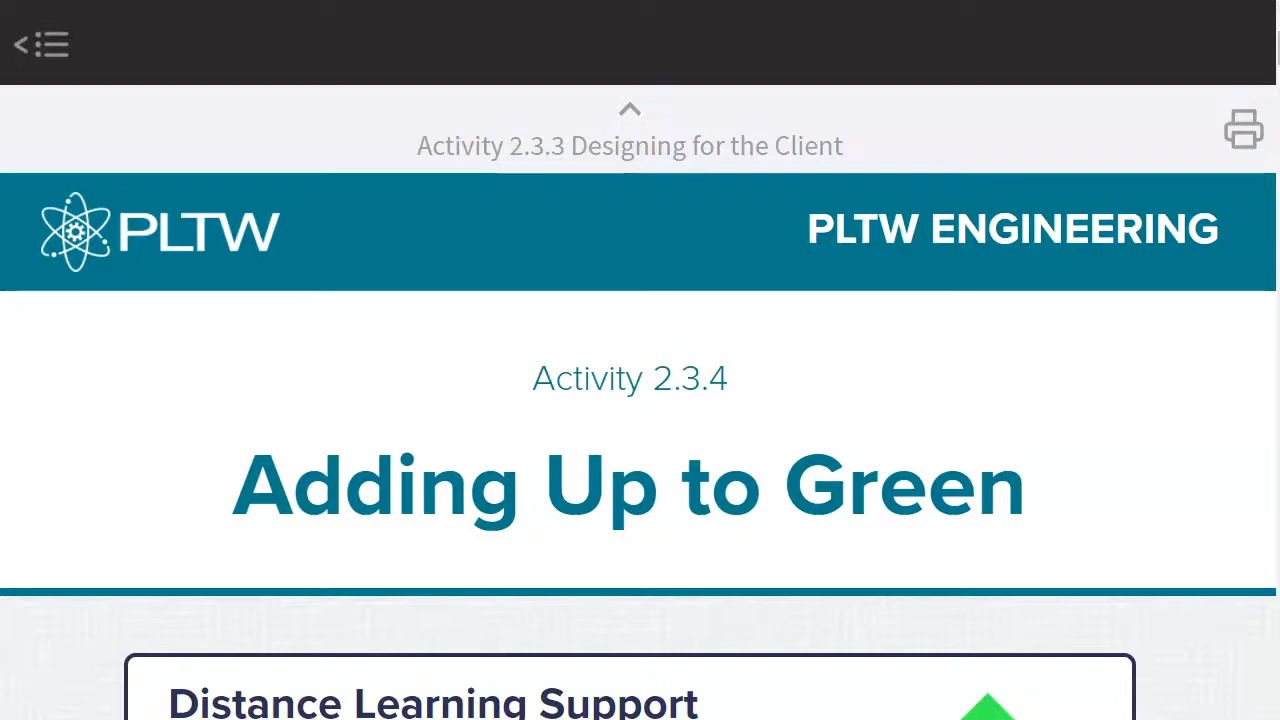 Activity 2.3.3 Designing for the Client
PLTW
PLTW ENGINEERING
Activity 2.3.4
Adding Up to Green
Distance Learning Support